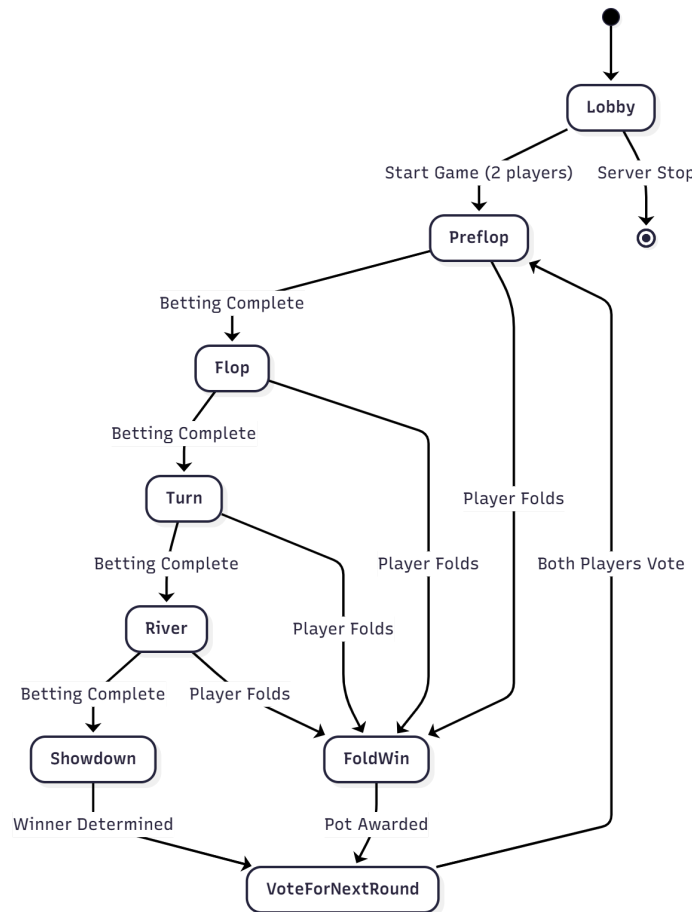 Lobby
Start Game (2 players)
Server Stop
Preflop
Betting Complete
Flop
Betting Complete
Turn
Player Folds
Betting Complete
Player Folds
Both Players Vote
River
Player Folds
Betting Complete
Player Folds
Showdown
FoldWin
Winner Determined
Pot Awarded
VoteForNextRound